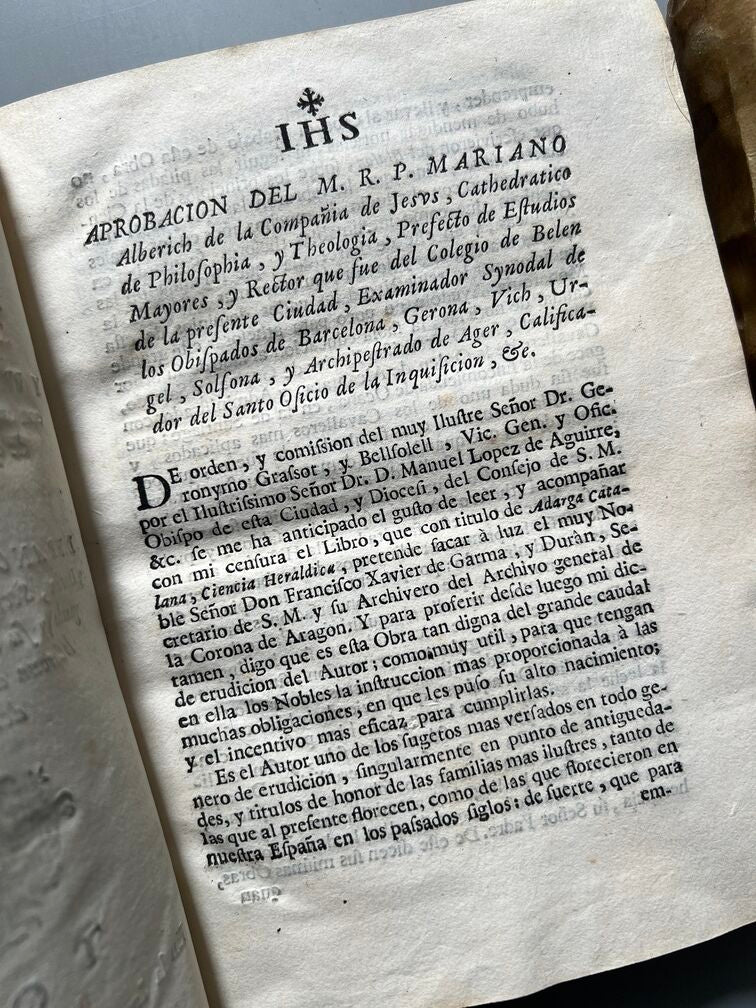 IHS
APROBACION DEL M. R. P. MARIANO
Alberich de la Compañia de Jesvs, Cathedratico
de Philoſophia, y Theologia, Prefecto de Eſtudios
Mayores, y Rector que fue del Colegio de Belen
de la preſente Ciudad, Examinador Synodal de
los Obiſpados de Barcelona, Gerona, Vich, Ur-
gel, Solſona, y Archipeſtrado de Ager, Califica-
dor del Santo Oficio de la Inquiſicion, &c.
DE orden, y comiſsion del muy Iluſtre Señor Dr. Ge-
ronymo Graſsot, y Bellſolell, Vic. Gen. y Ofic.
por el Iluſtriſsimo Señor Dr. D. Manuel Lopez de Aguirre,
Obiſpo de eſta Ciudad, y Dioceſi, del Conſejo de S. M.
&c. ſe me ha anticipado el guſto de leer, y acompañar
con mi cenſura el Libro, que con titulo de Adarga Cata-
lana, Ciencia Heraldica, pretende ſacar à luz el muy No-
ble Señor Don Franciſco Xavier de Garma, y Duràn, Se-
cretario de S. M. y ſu Archivero del Archivo general de
la Corona de Aragon. Y para proferir deſde luego mi dic-
tamen, digo que es eſta Obra tan digna del grande caudal
de erudicion del Autor; como muy util, para que tengan
en ella los Nobles la inſtruccion mas proporcionada à las
muchas obligaciones, en que les puſo ſu alto nacimiento;
y el incentivo mas eficaz para cumplirlas.
Es el Autor uno de los ſugetos mas verſados en todo ge-
nero de erudiciòn, ſingularmente en punto de antigueda-
des, y titulos de honor de las familias mas iluſtres, tanto de
las que al preſente florecen, como de las que florecieron en
nueſtra Eſpaña en los paſsados ſiglos: de ſuerte, que para
em-